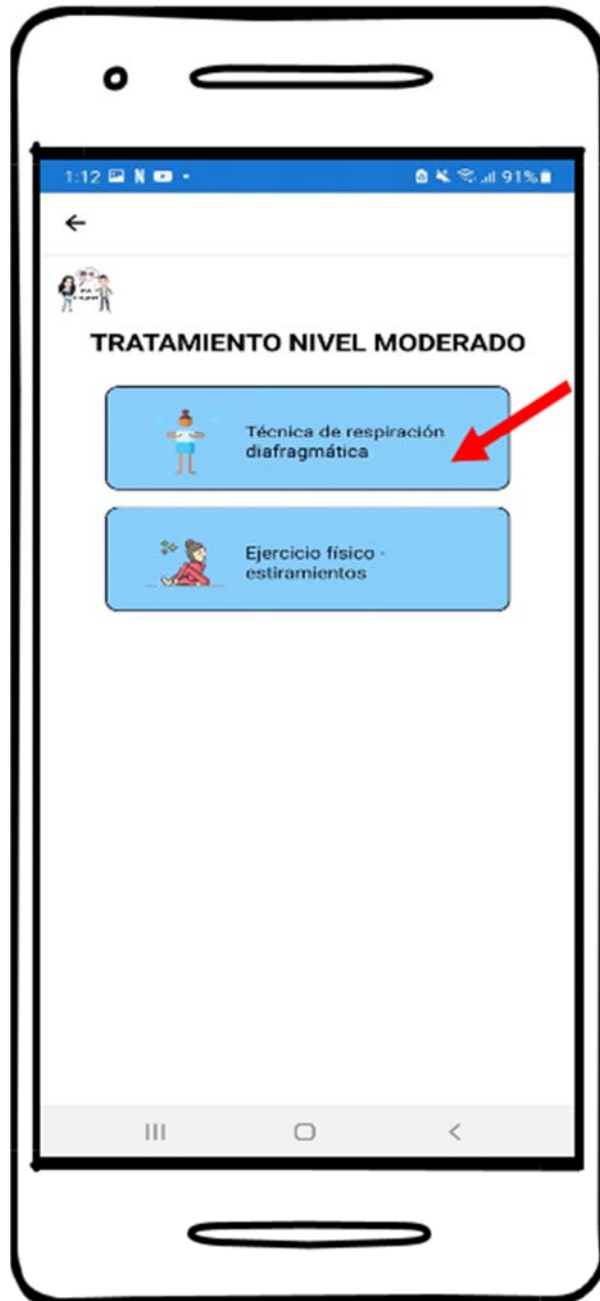 1:12 N
91%
TRATAMIENTO NIVEL MODERADO
Técnica de respiración
diafragmática
Ejercicio físico -
estiramientos